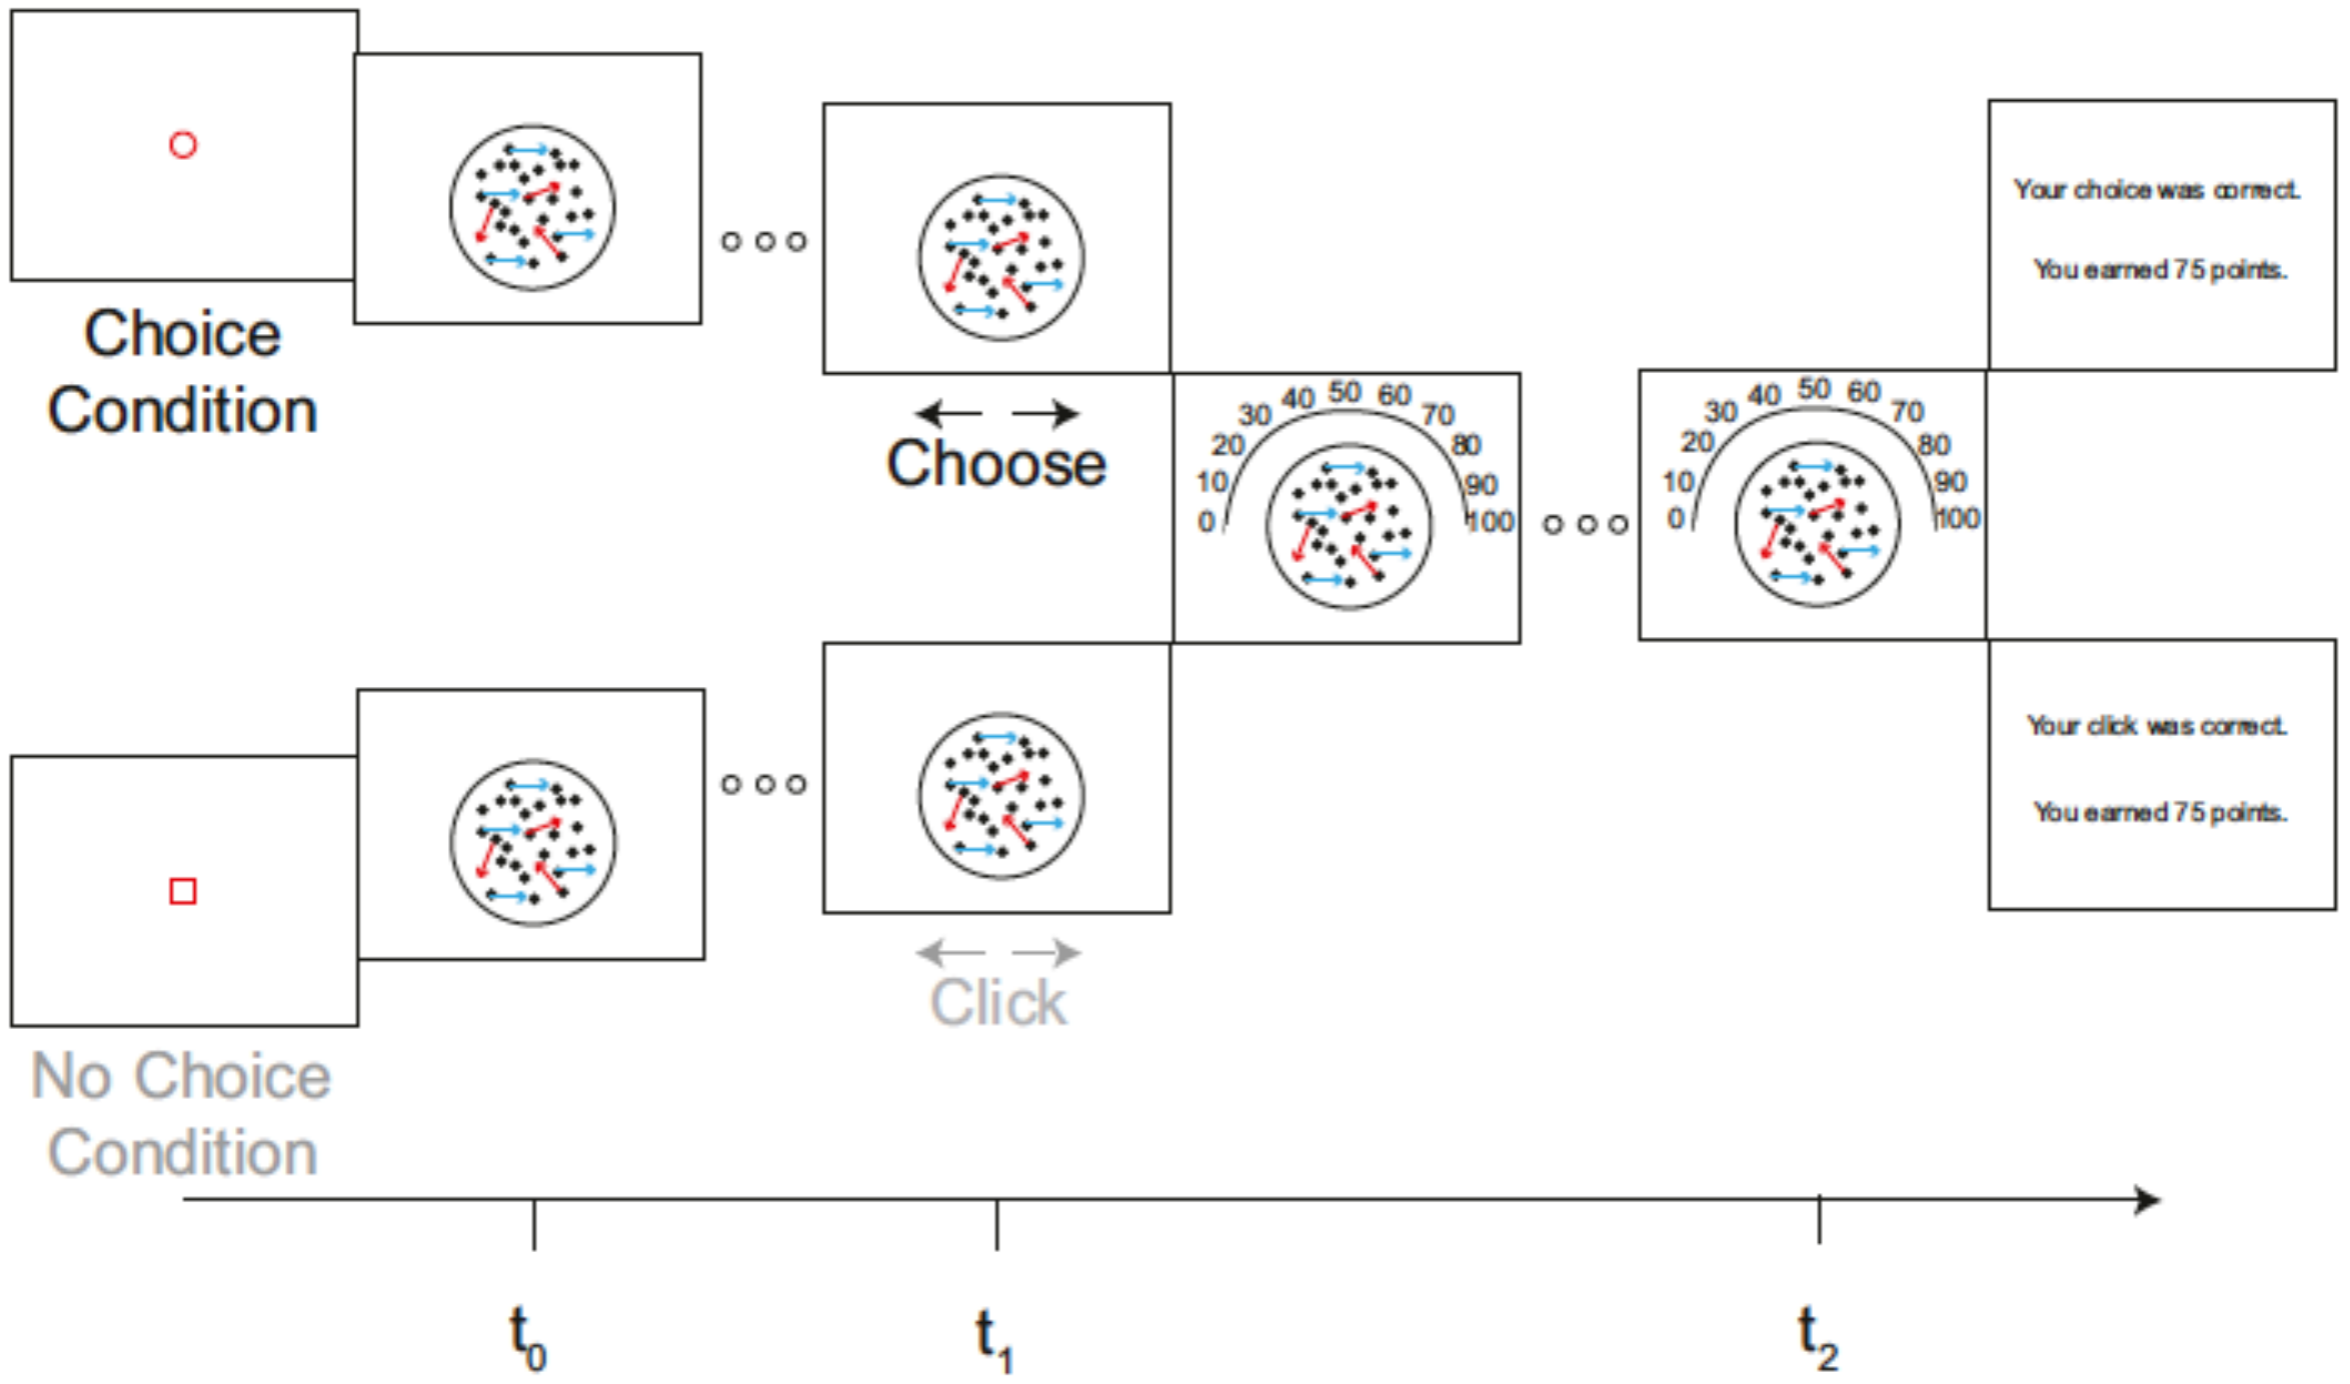 Choice
Condition
Choose
0 10 20 30 40 50 60 70 80 90 100
0 10 20 30 40 50 60 70 80 90 100
Your choice was correct.
You earned 75 points.
No Choice
Condition
Click
Your click was correct.
You earned 75 points.
t0
t1
t2